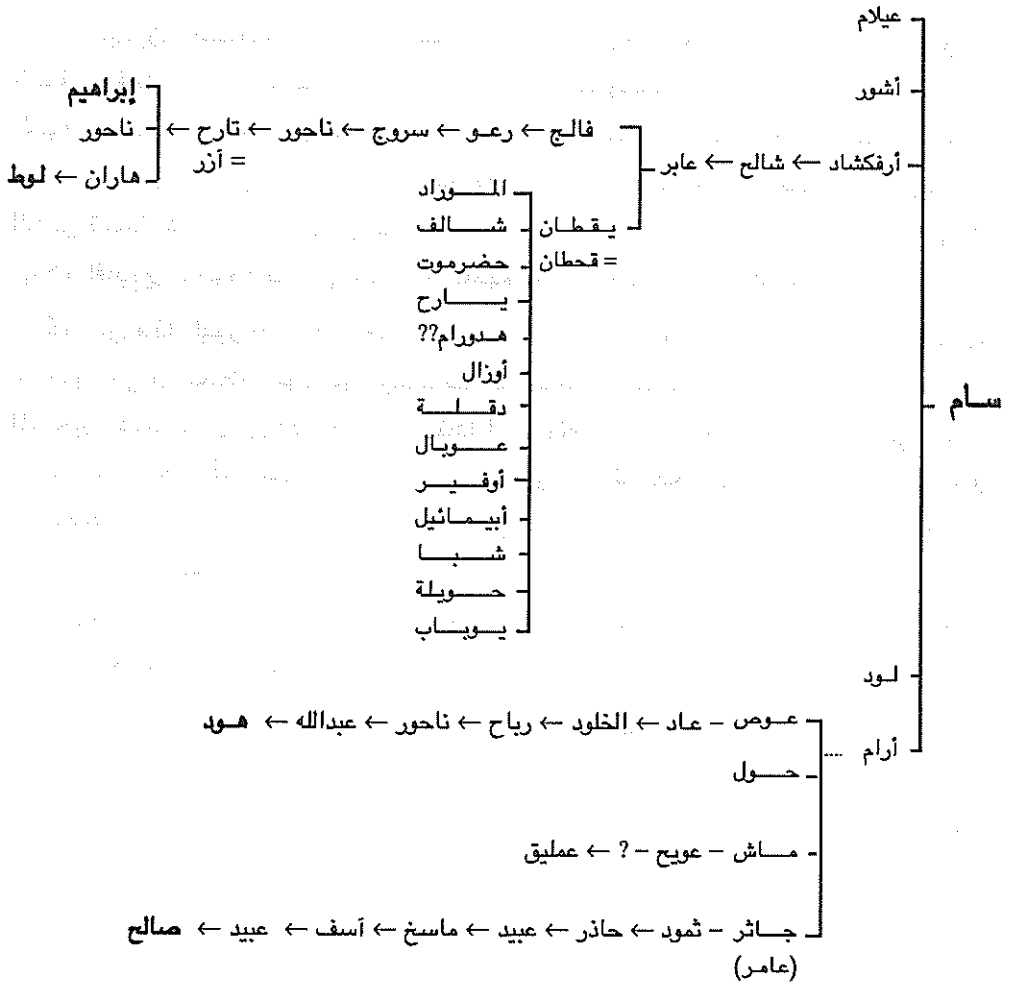 سام
عيلام
أشور
أرفكشاد ← شالح ← عابر
فالج ← رعو ← سروج ← ناحور ← تارح ←
= آزر
إبراهيم
ناحور
هاران ← لوط
يقطان
= قحطان
الموراد
شالف
حضرموت
يارح
هدورام??
أوزال
دقلة
عوبال
أوفير
أبيمائيل
شبا
حويلة
يوباب
لود
أرام
عوص – عاد ← الخلود ← رباح ← ناحور ← عبدالله ← هود
حول
ماش – عويج – ? ← عمليق
جاثر – ثمود ← حاذر ← عبيد ← ماسخ ← آسف ← عبيد ← صالح
(عامر)